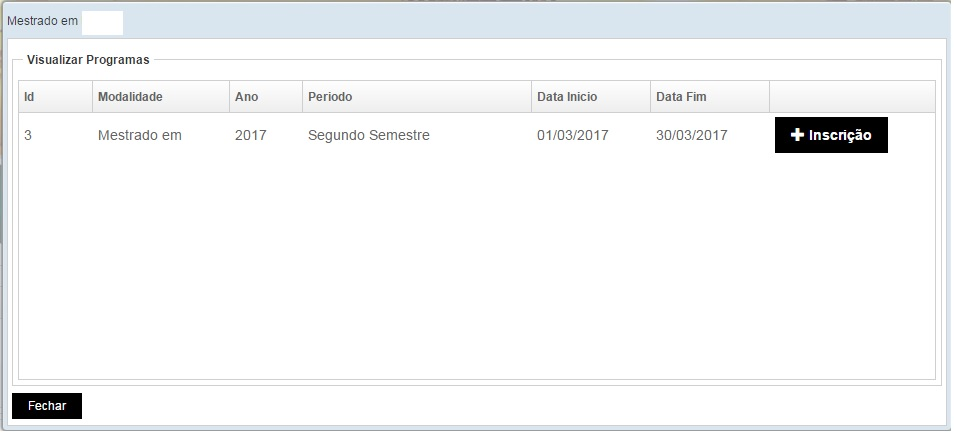 Mestrado em
Visualizar Programas
Id Modalidade Ano Periodo Data Inicio Data Fim
3 Mestrado em 2017 Segundo Semestre 01/03/2017 30/03/2017 Inscrição
Fechar